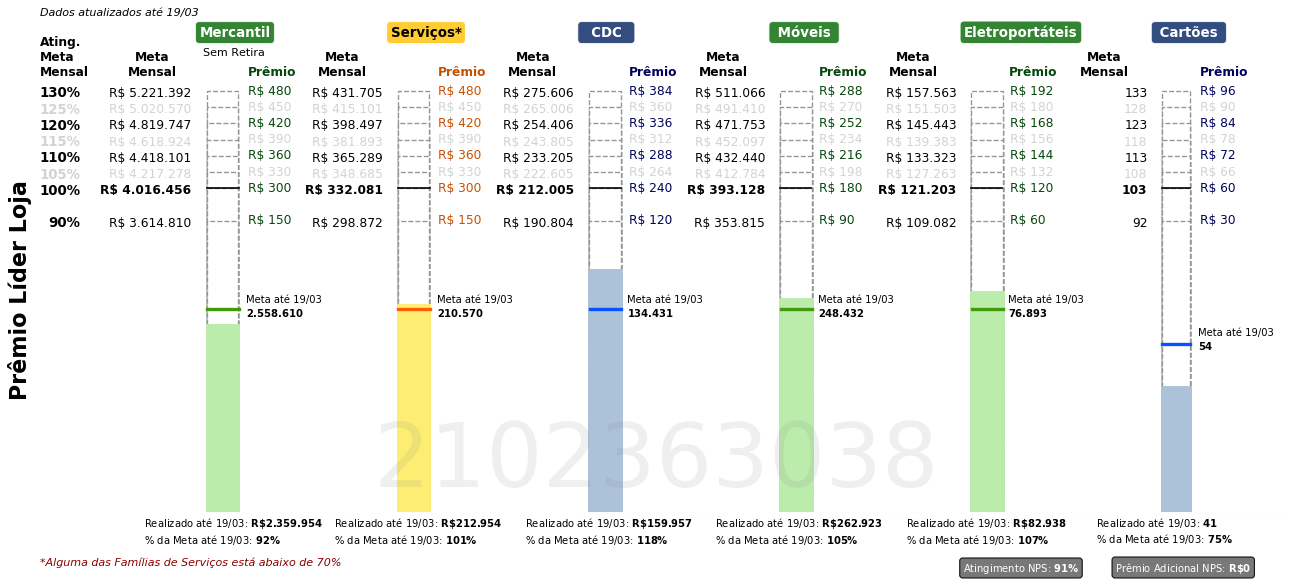 Dados atualizados até 19/03
Mercantil Serviços* CDC Móveis Eletroportáteis Cartões
Sem Retira
Ating. Meta Mensal Meta Mensal Prêmio Meta Mensal Prêmio Meta Mensal Prêmio Meta Mensal Prêmio Meta Mensal Prêmio Meta Mensal Prêmio
130% R$ 5.221.392 R$ 480 R$ 431.705 R$ 480 R$ 275.606 R$ 384 R$ 511.066 R$ 288 R$ 157.563 R$ 192 133 R$ 96
125% R$ 5.020.570 R$ 450 R$ 415.101 R$ 450 R$ 265.006 R$ 360 R$ 491.410 R$ 270 R$ 151.503 R$ 180 128 R$ 90
120% R$ 4.819.747 R$ 420 R$ 398.497 R$ 420 R$ 254.406 R$ 336 R$ 471.753 R$ 252 R$ 145.443 R$ 168 123 R$ 84
115% R$ 4.618.924 R$ 390 R$ 381.893 R$ 390 R$ 243.805 R$ 312 R$ 452.097 R$ 234 R$ 139.383 R$ 156 118 R$ 78
110% R$ 4.418.101 R$ 360 R$ 365.289 R$ 360 R$ 233.205 R$ 288 R$ 432.440 R$ 216 R$ 133.323 R$ 144 113 R$ 72
105% R$ 4.217.278 R$ 330 R$ 348.685 R$ 330 R$ 222.605 R$ 264 R$ 412.784 R$ 198 R$ 127.263 R$ 132 108 R$ 66
100% R$ 4.016.456 R$ 300 R$ 332.081 R$ 300 R$ 212.005 R$ 240 R$ 393.128 R$ 180 R$ 121.203 R$ 120 103 R$ 60
90% R$ 3.614.810 R$ 150 R$ 298.872 R$ 150 R$ 190.804 R$ 120 R$ 353.815 R$ 90 R$ 109.082 R$ 60 92 R$ 30
Prêmio Líder Loja
Meta até 19/03 Meta até 19/03 Meta até 19/03 Meta até 19/03 Meta até 19/03
2.558.610 210.570 134.431 248.432 76.893
Meta até 19/03
54
2102363038
Realizado até 19/03: R$2.359.954 Realizado até 19/03: R$212.954 Realizado até 19/03: R$159.957 Realizado até 19/03: R$262.923 Realizado até 19/03: R$82.938 Realizado até 19/03: 41
% da Meta até 19/03: 92% % da Meta até 19/03: 101% % da Meta até 19/03: 118% % da Meta até 19/03: 105% % da Meta até 19/03: 107% % da Meta até 19/03: 75%
*Alguma das Famílias de Serviços está abaixo de 70%
Atingimento NPS: 91% Prêmio Adicional NPS: R$0